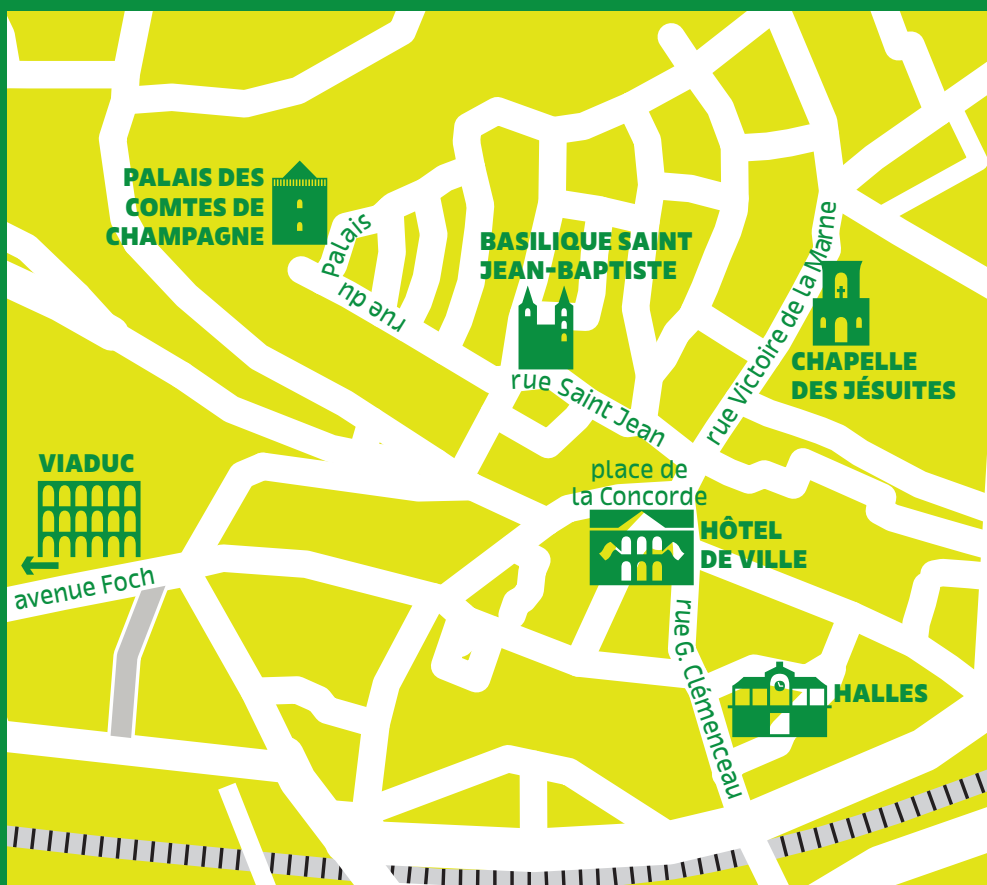 PALAIS DES
COMTES DE
CHAMPAGNE
rue du
Palais
BASILIQUE SAINT
JEAN-BAPTISTE
rue Saint Jean
rue Victoire de la Marne
CHAPELLE
DES JÉSUITES
VIADUC
avenue Foch
place de
la Concorde
HÔTEL
DE VILLE
rue G. Clémenceau
HALLES